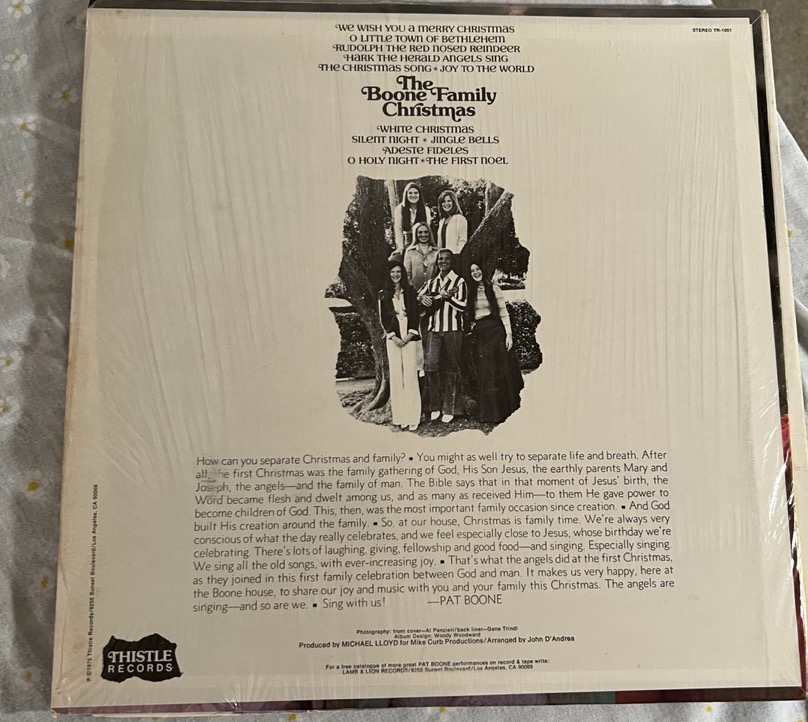 WE WISH YOU A MERRY CHRISTMAS
STEREO TR-1001
O LITTLE TOWN OF BETHLEHEM
RUDOLPH THE RED NOSED REINDEER
HARK THE HERALD ANGELS SING
THE CHRISTMAS SONG • JOY TO THE WORLD
The
Boone Family
Christmas
WHITE CHRISTMAS
SILENT NIGHT • JINGLE BELLS
ADESTE FIDELES
O HOLY NIGHT • THE FIRST NOEL
How can you separate Christmas and family? ▪ You might as well try to separate life and breath. After
all, the first Christmas was the family gathering of God, His Son Jesus, the earthly parents Mary and
Joseph, the angels—and the family of man. The Bible says that in that moment of Jesus' birth, the
Word became flesh and dwelt among us, and as many as received Him—to them He gave power to
become children of God. This, then, was the most important family occasion since creation. ▪ And God
built His creation around the family. ▪ So, at our house, Christmas is family time. We're always very
conscious of what the day really celebrates, and we feel especially close to Jesus, whose birthday we're
celebrating. There's lots of laughing, giving, fellowship and good food—and singing. Especially singing.
We sing all the old songs, with ever-increasing joy. ▪ That's what the angels did at the first Christmas,
as they joined in this first family celebration between God and man. It makes us very happy, here at
the Boone house, to share our joy and music with you and your family this Christmas. The angels are
singing—and so are we. ▪ Sing with us! —PAT BOONE
Photography: front cover—Al Panzieri/back liner—Gene Trindl
Album Design: Woody Woodward
Produced by MICHAEL LLOYD for Mike Curb Productions/Arranged by John D'Andrea
For a free catalogue of more great PAT BOONE performances on record & tape write:
LAMB & LION RECORDS/9255 Sunset Boulevard/Los Angeles, CA 90069
THISTLE
RECORDS
℗ ©1975 Thistle Records/9255 Sunset Boulevard/Los Angeles, CA 90069